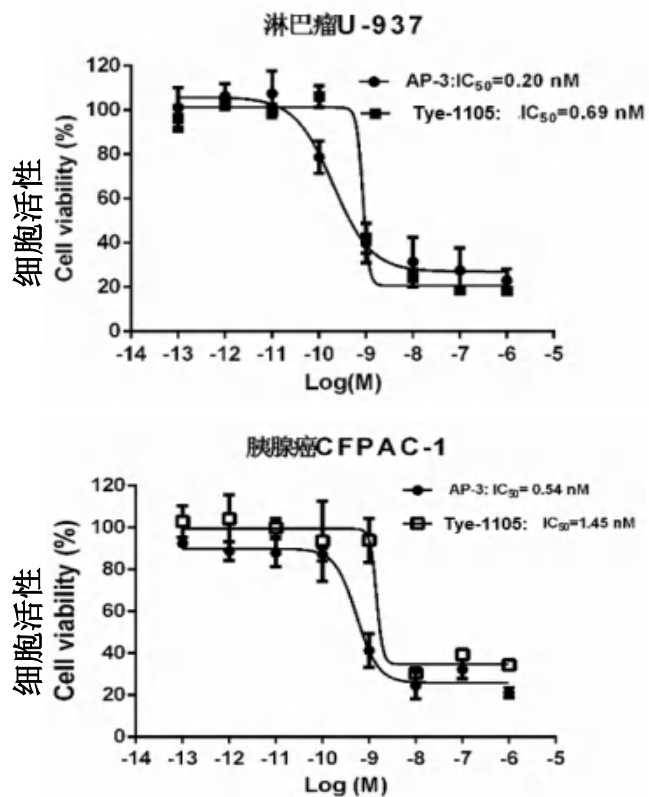 淋巴瘤U-937
AP-3:IC50=0.20 nM
Tye-1105: .IC50=0.69 nM
细胞活性
Cell viability (%)
120
100
80
60
40
20
0
-14 -13 -12 -11 -10 -9 -8 -7 -6 -5
Log(M)
胰腺癌CFPAC-1
AP-3: IC50= 0.54 nM
Tye-1105: IC50=1.45 nM
细胞活性
Cell viability (%)
120
100
80
60
40
20
0
-14 -13 -12 -11 -10 -9 -8 -7 -6 -5
Log (M)